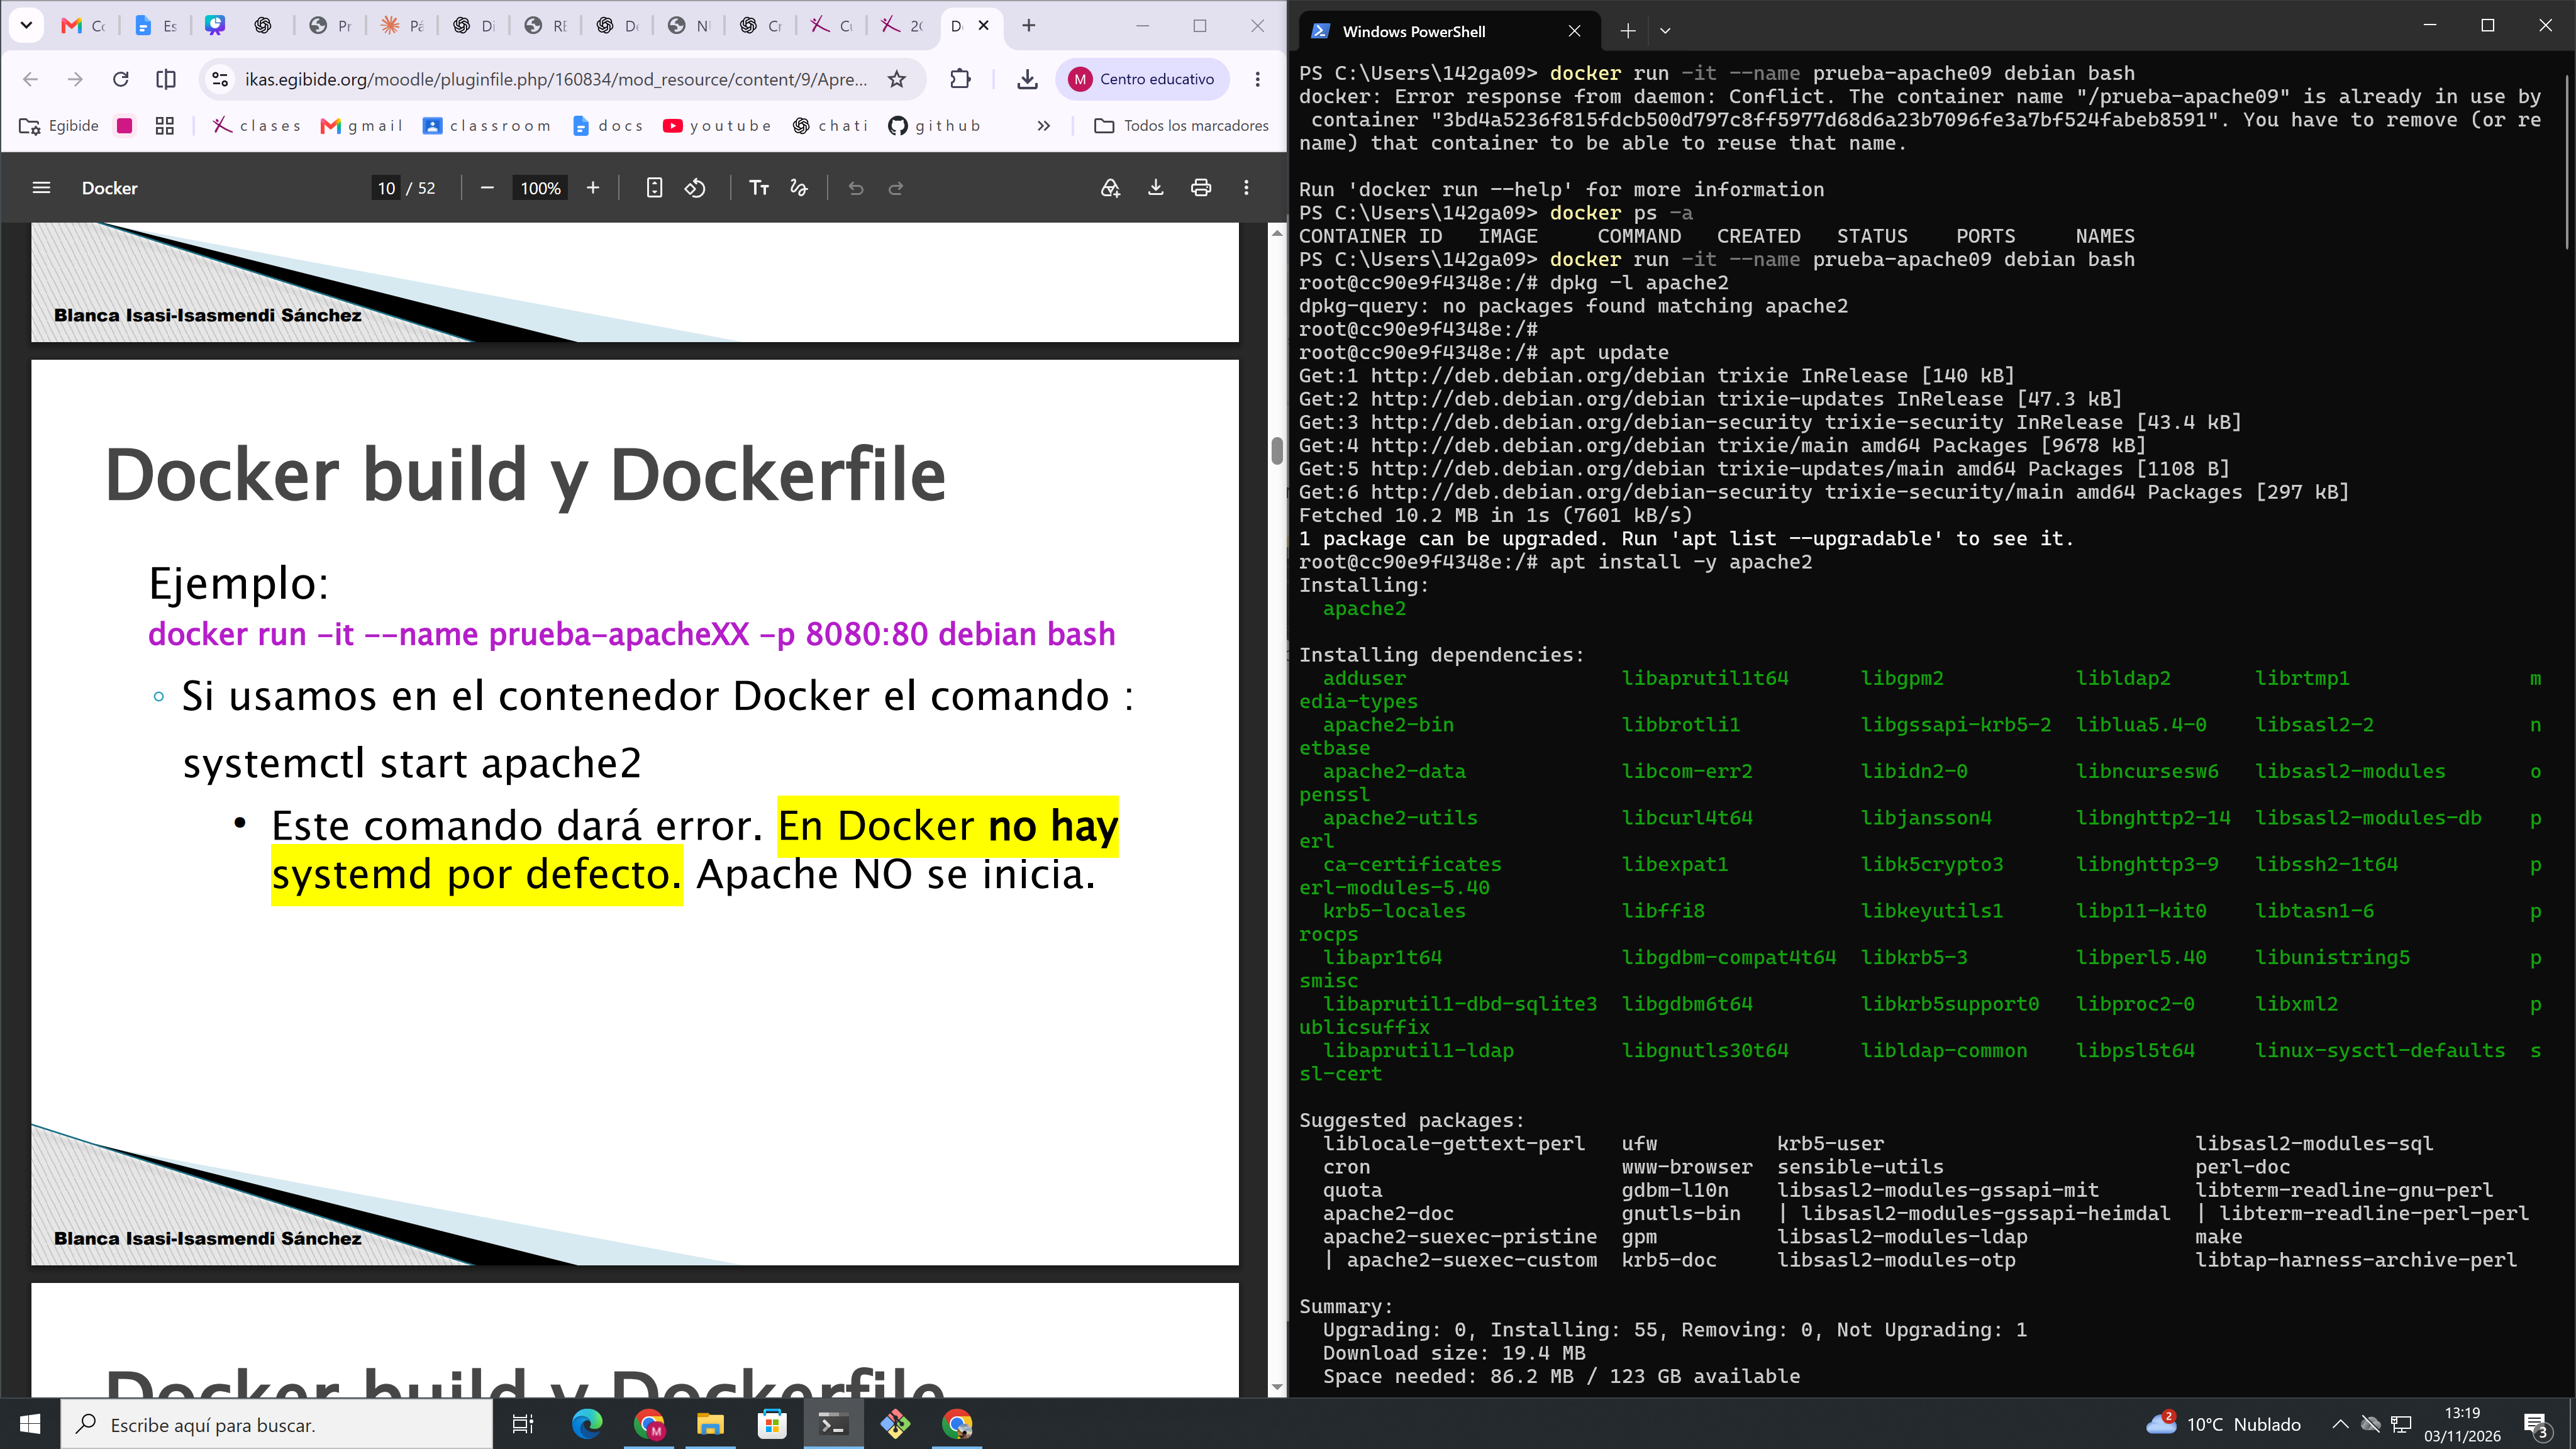 Cc
Es
Pr
Pá
Di
RE
De
NI
Cr
Cu
2C
Do
ikas.egibide.org/moodle/pluginfile.php/160834/mod_resource/content/9/Apre...
M Centro educativo
Egibide
clases
gmail
classroom
docs
youtube
chati
github
Todos los marcadores
Docker
10 / 52
100%
Blanca Isasi-Isasmendi Sánchez
Docker build y Dockerfile
Ejemplo:
docker run -it --name prueba-apacheXX -p 8080:80 debian bash
Si usamos en el contenedor Docker el comando :
systemctl start apache2
• Este comando dará error. En Docker no hay
systemd por defecto. Apache NO se inicia.
Blanca Isasi-Isasmendi Sánchez
Docker build y Dockerfile
Windows PowerShell
PS C:\Users\142ga09> docker run -it --name prueba-apache09 debian bash
docker: Error response from daemon: Conflict. The container name "/prueba-apache09" is already in use by
 container "3bd4a5236f815fdcb500d797c8ff5977d68d6a23b7096fe3a7bf524fabeb8591". You have to remove (or re
name) that container to be able to reuse that name.
Run 'docker run --help' for more information
PS C:\Users\142ga09> docker ps -a
CONTAINER ID   IMAGE     COMMAND   CREATED   STATUS    PORTS     NAMES
PS C:\Users\142ga09> docker run -it --name prueba-apache09 debian bash
root@cc90e9f4348e:/# dpkg -l apache2
dpkg-query: no packages found matching apache2
root@cc90e9f4348e:/#
root@cc90e9f4348e:/# apt update
Get:1 http://deb.debian.org/debian trixie InRelease [140 kB]
Get:2 http://deb.debian.org/debian trixie-updates InRelease [47.3 kB]
Get:3 http://deb.debian.org/debian-security trixie-security InRelease [43.4 kB]
Get:4 http://deb.debian.org/debian trixie/main amd64 Packages [9678 kB]
Get:5 http://deb.debian.org/debian trixie-updates/main amd64 Packages [1108 B]
Get:6 http://deb.debian.org/debian-security trixie-security/main amd64 Packages [297 kB]
Fetched 10.2 MB in 1s (7601 kB/s)
1 package can be upgraded. Run 'apt list --upgradable' to see it.
root@cc90e9f4348e:/# apt install -y apache2
Installing:
  apache2
Installing dependencies:
  adduser                  libaprutil1t64      libgpm2           libldap2       librtmp1               m
edia-types
  apache2-bin              libbrotli1          libgssapi-krb5-2  liblua5.4-0    libsasl2-2             n
etbase
  apache2-data             libcom-err2         libidn2-0         libncursesw6   libsasl2-modules       o
penssl
  apache2-utils            libcurl4t64         libjansson4       libnghttp2-14  libsasl2-modules-db    p
erl
  ca-certificates          libexpat1           libk5crypto3      libnghttp3-9   libssh2-1t64           p
erl-modules-5.40
  krb5-locales             libffi8             libkeyutils1      libp11-kit0    libtasn1-6             p
rocps
  libapr1t64               libgdbm-compat4t64  libkrb5-3         libperl5.40    libunistring5          p
smisc
  libaprutil1-dbd-sqlite3  libgdbm6t64         libkrb5support0   libproc2-0     libxml2                p
ublicsuffix
  libaprutil1-ldap         libgnutls30t64      libldap-common    libpsl5t64     linux-sysctl-defaults  s
sl-cert
Suggested packages:
  liblocale-gettext-perl   ufw          krb5-user                          libsasl2-modules-sql
  cron                     www-browser  sensible-utils                     perl-doc
  quota                    gdbm-l10n    libsasl2-modules-gssapi-mit        libterm-readline-gnu-perl
  apache2-doc              gnutls-bin   | libsasl2-modules-gssapi-heimdal  | libterm-readline-perl-perl
  apache2-suexec-pristine  gpm          libsasl2-modules-ldap              make
  | apache2-suexec-custom  krb5-doc     libsasl2-modules-otp               libtap-harness-archive-perl
Summary:
  Upgrading: 0, Installing: 55, Removing: 0, Not Upgrading: 1
  Download size: 19.4 MB
  Space needed: 86.2 MB / 123 GB available
Escribe aquí para buscar.
2
10°C Nublado
13:19
03/11/2026
3